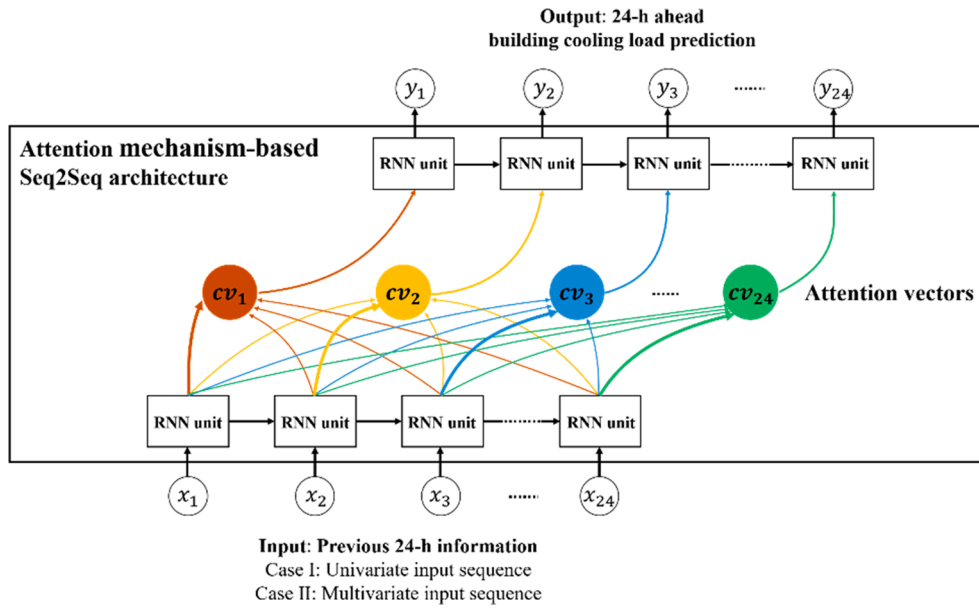 Output: 24-h ahead
building cooling load prediction
y₁ y₂ y₃ ...... y₂₄
Attention mechanism-based
Seq2Seq architecture
RNN unit RNN unit RNN unit ....... RNN unit
cv₁ cv₂ cv₃ ...... cv₂₄
Attention vectors
RNN unit RNN unit RNN unit ....... RNN unit
x₁ x₂ x₃ ...... x₂₄
Input: Previous 24-h information
Case I: Univariate input sequence
Case II: Multivariate input sequence